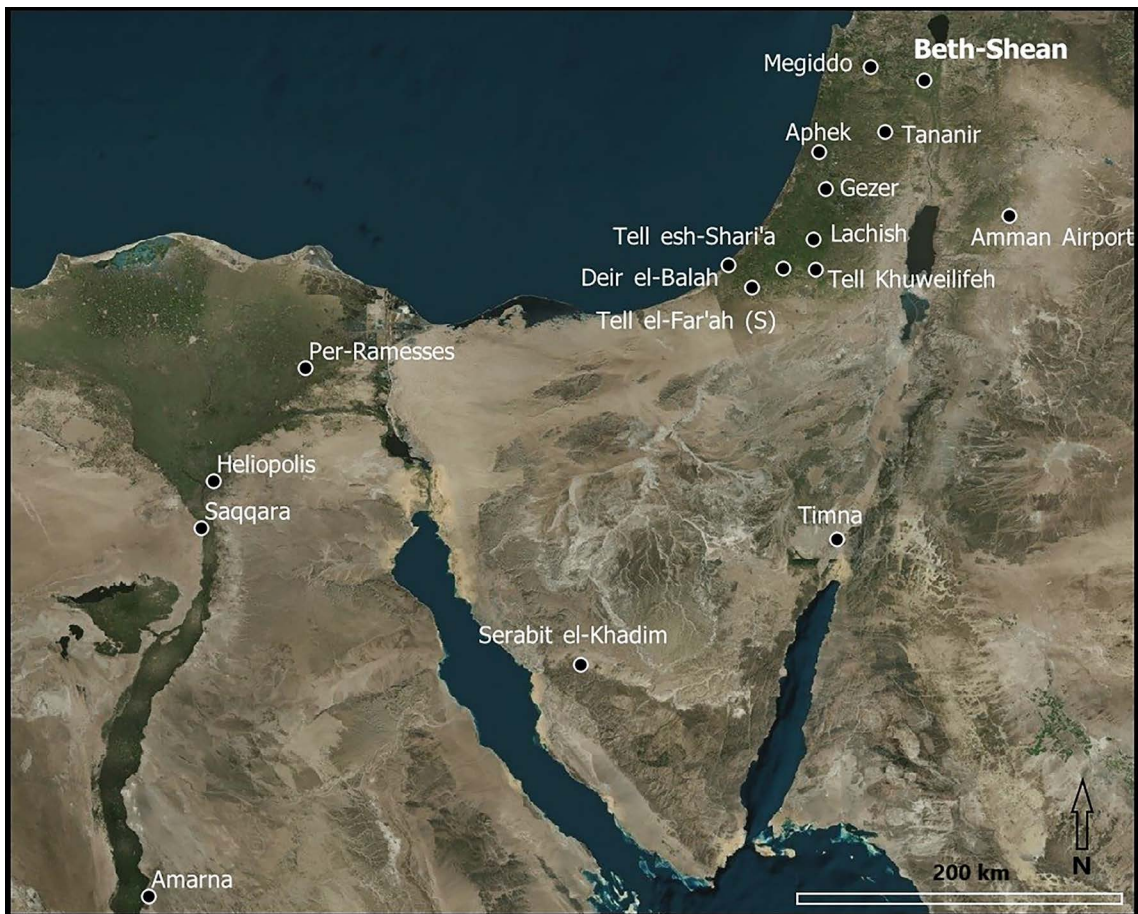 Beth-Shean
Megiddo
Aphek
Tananir
Gezer
Tell esh-Shari'a
Lachish
Amman Airport
Deir el-Balah
Tell Khuweilifeh
Tell el-Far'ah (S)
Per-Ramesses
Heliopolis
Saqqara
Timna
Serabit el-Khadim
Amarna
N
200 km